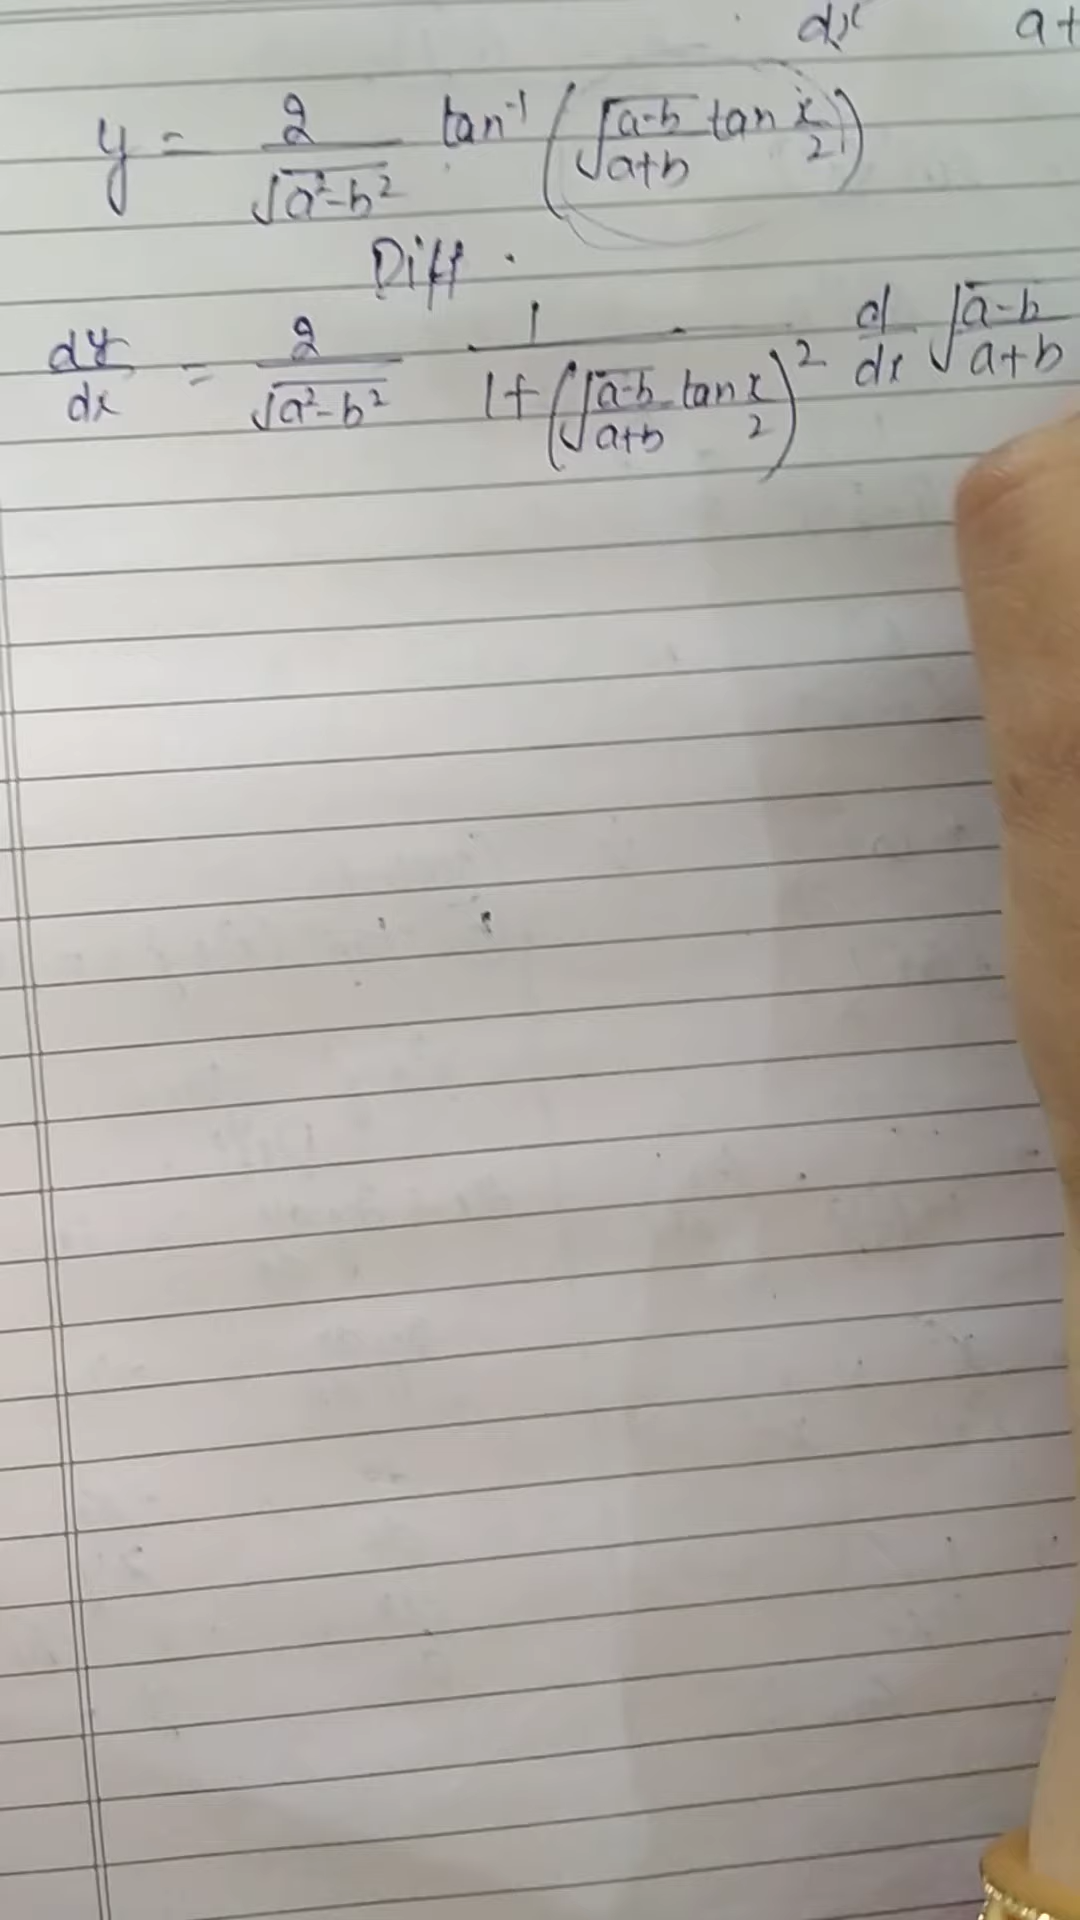 dx a+
y = 2/√(a²-b²) tan⁻¹ (√((a-b)/(a+b)) tan x/2)
Diff.
dy/dx = 2/√(a²-b²) 1/(1+(√((a-b)/(a+b)) tan x/2)²) d/dx √((a-b)/(a+b))